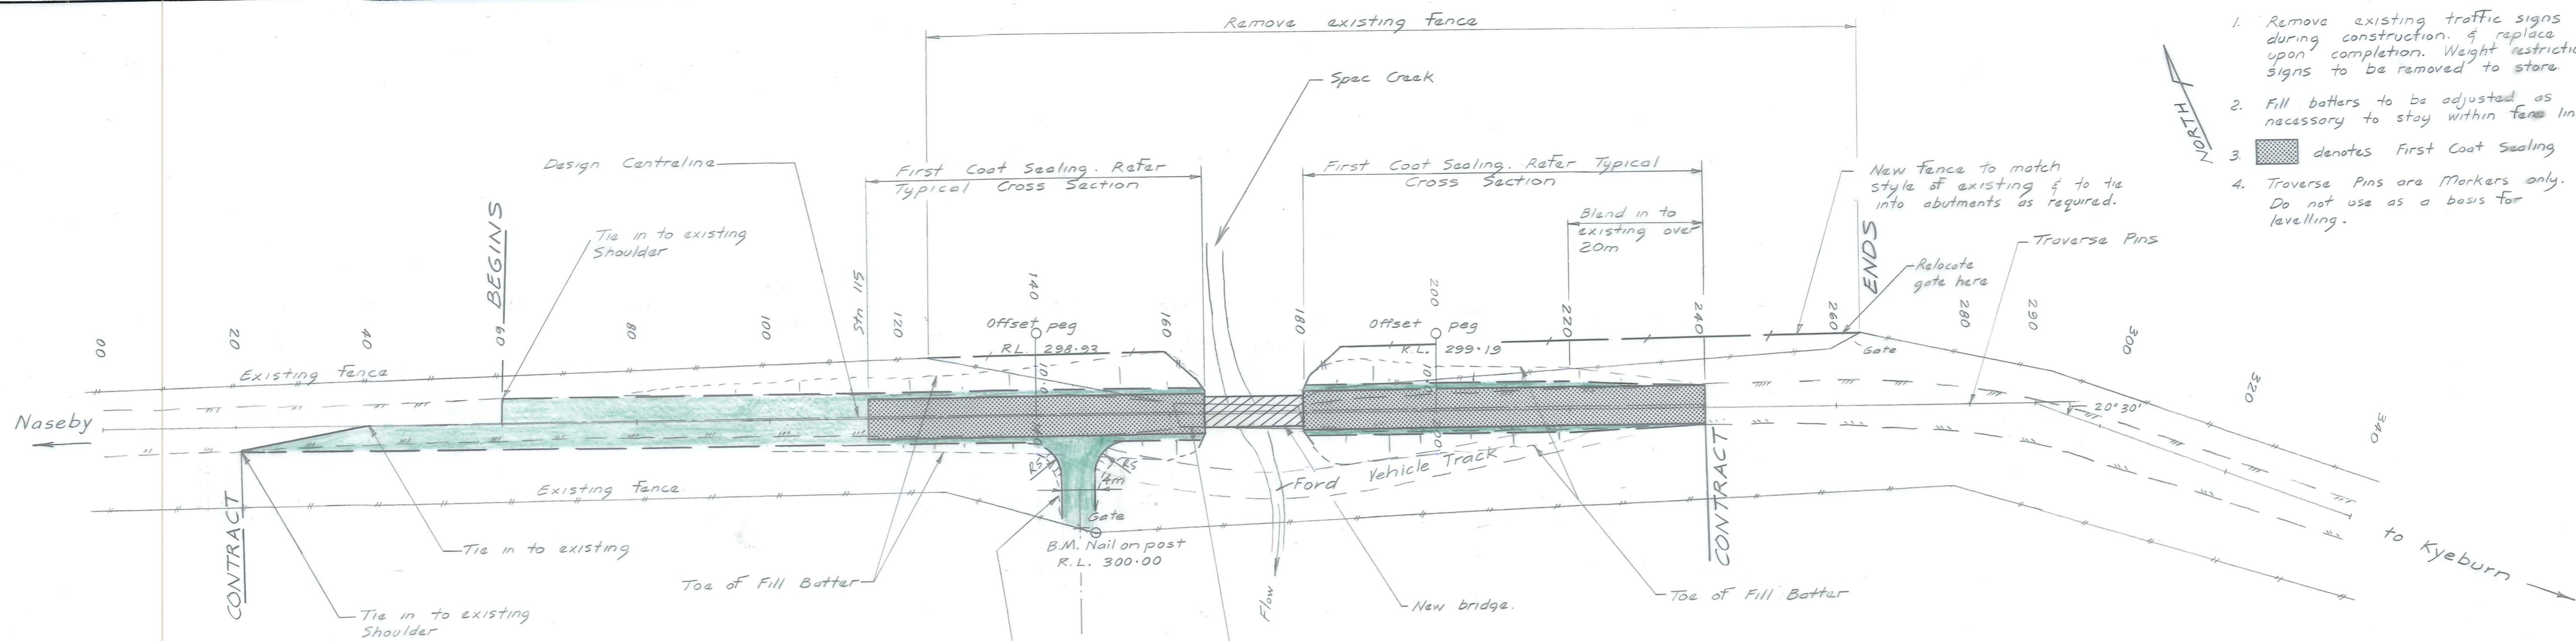 Remove existing fence
1. Remove existing traffic signs
during construction. & replace
upon completion. Weight
signs to be removed to store
2. Fill batters to be adjusted as
necessary to stay within fence
3. denotes First Coat Sealing
4. Traverse Pins are Markers only.
Do not use as a basis for
levelling.
NORTH
Spec Creek
Design Centreline
First Coat Sealing. Refer
Typical Cross Section
First Coat Sealing. Refer Typical
Cross Section
New fence to match
style of existing & to tie
into abutments as required.
Blend in to
existing over
20m
Tie in to existing
Shoulder
BEGINS
ENDS
Traverse Pins
Relocate
gate here
00
20
40
60
80
100
Stn 115
120
140
160
180
200
220
240
260
280
290
300
320
340
Offset peg
R.L. 298.93
10.0
Offset peg
R.L. 299.19
10.0
Gate
Existing fence
Naseby
20°30'
R5
R5
4m
Vehicle Track
Ford
Existing Fence
Gate
B.M. Nail on post
R.L. 300.00
CONTRACT
CONTRACT
Tie in to existing
Toe of Fill Batter
Tie in to existing
Shoulder
Flow
New bridge.
Toe of Fill Batter
to Kyeburn